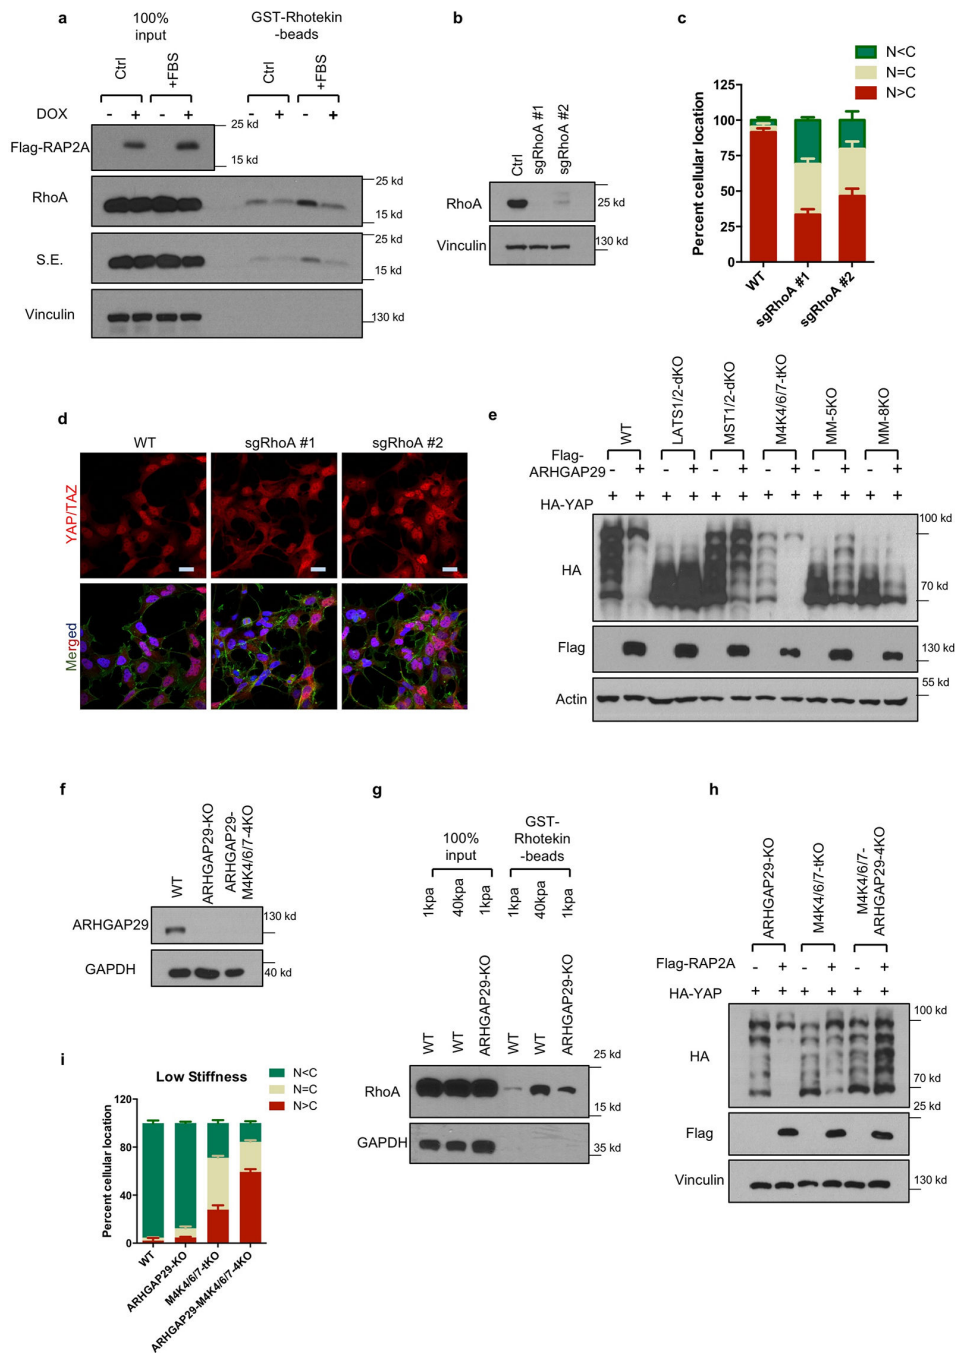 a
100%
input
GST-Rhotekin
-beads
Ctrl
+FBS
Ctrl
+FBS
DOX
- + - + - + - +
25 kd
Flag-RAP2A
15 kd
25 kd
RhoA
15 kd
25 kd
S.E.
15 kd
Vinculin
130 kd
b
Ctrl
sgRhoA #1
sgRhoA #2
RhoA
25 kd
Vinculin
130 kd
c
N<C
N=C
N>C
Percent cellular location
125
100
75
50
25
0
WT
sgRhoA #1
sgRhoA #2
d
WT
sgRhoA #1
sgRhoA #2
YAP/TAZ
Merged
e
WT
LATS1/2-dKO
MST1/2-dKO
M4K4/6/7-tKO
MM-5KO
MM-8KO
Flag-
ARHGAP29
- + - + - + - + - + - +
HA-YAP
+ + + + + + + + + + + +
100 kd
HA
70 kd
Flag
130 kd
55 kd
Actin
f
WT
ARHGAP29-KO
ARHGAP29-
M4K4/6/7-4KO
ARHGAP29
130 kd
GAPDH
40 kd
g
100%
input
GST-
Rhotekin
-beads
1kpa
40kpa
1kpa
1kpa
40kpa
1kpa
WT
WT
ARHGAP29-KO
WT
WT
ARHGAP29-KO
25 kd
RhoA
15 kd
GAPDH
35 kd
h
ARHGAP29-KO
M4K4/6/7-tKO
M4K4/6/7-
ARHGAP29-4KO
Flag-RAP2A
- + - + - +
HA-YAP
+ + + + + +
100 kd
HA
70 kd
25 kd
Flag
Vinculin
130 kd
i
Low Stiffness
N<C
N=C
N>C
Percent cellular location
120
80
40
0
WT
ARHGAP29-KO
M4K4/6/7-tKO
ARHGAP29-M4K4/6/7-4KO